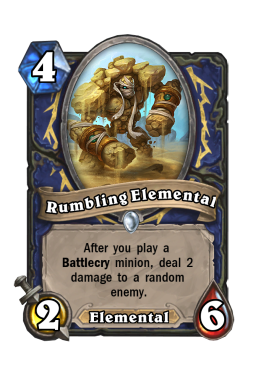 4
Rumbling Elemental
After you play a
Battlecry minion, deal 2
damage to a random
enemy.
2
Elemental
6